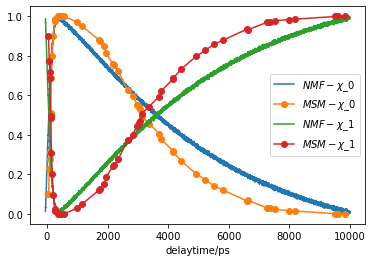 1.0
0.8
0.6
0.4
0.2
0.0
0
2000
4000
6000
8000
10000
delaytime/ps
NMF − χ_0
MSM − χ_0
NMF − χ_1
MSM − χ_1